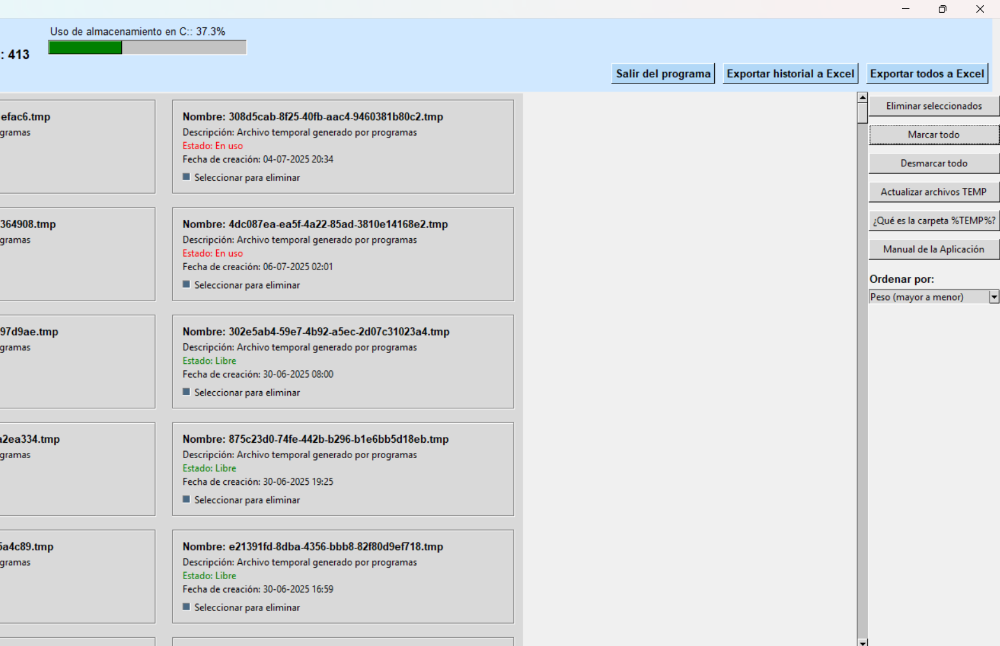 Uso de almacenamiento en C:: 37.3%
: 413
Salir del programa
Exportar historial a Excel
Exportar todos a Excel
efac6.tmp
gramas
Nombre: 308d5cab-8f25-40fb-aac4-9460381b80c2.tmp
Descripción: Archivo temporal generado por programas
Estado: En uso
Fecha de creación: 04-07-2025 20:34
Seleccionar para eliminar
364908.tmp
gramas
Nombre: 4dc087ea-ea5f-4a22-85ad-3810e14168e2.tmp
Descripción: Archivo temporal generado por programas
Estado: En uso
Fecha de creación: 06-07-2025 02:01
Seleccionar para eliminar
97d9ae.tmp
gramas
Nombre: 302e5ab4-59e7-4b92-a5ec-2d07c31023a4.tmp
Descripción: Archivo temporal generado por programas
Estado: Libre
Fecha de creación: 30-06-2025 08:00
Seleccionar para eliminar
a2ea334.tmp
gramas
Nombre: 875c23d0-74fe-442b-b296-b1e6bb5d18eb.tmp
Descripción: Archivo temporal generado por programas
Estado: Libre
Fecha de creación: 30-06-2025 19:25
Seleccionar para eliminar
5a4c89.tmp
gramas
Nombre: e21391fd-8dba-4356-bbb8-82f80d9ef718.tmp
Descripción: Archivo temporal generado por programas
Estado: Libre
Fecha de creación: 30-06-2025 16:59
Seleccionar para eliminar
Eliminar seleccionados
Marcar todo
Desmarcar todo
Actualizar archivos TEMP
¿Qué es la carpeta %TEMP%?
Manual de la Aplicación
Ordenar por:
Peso (mayor a menor)